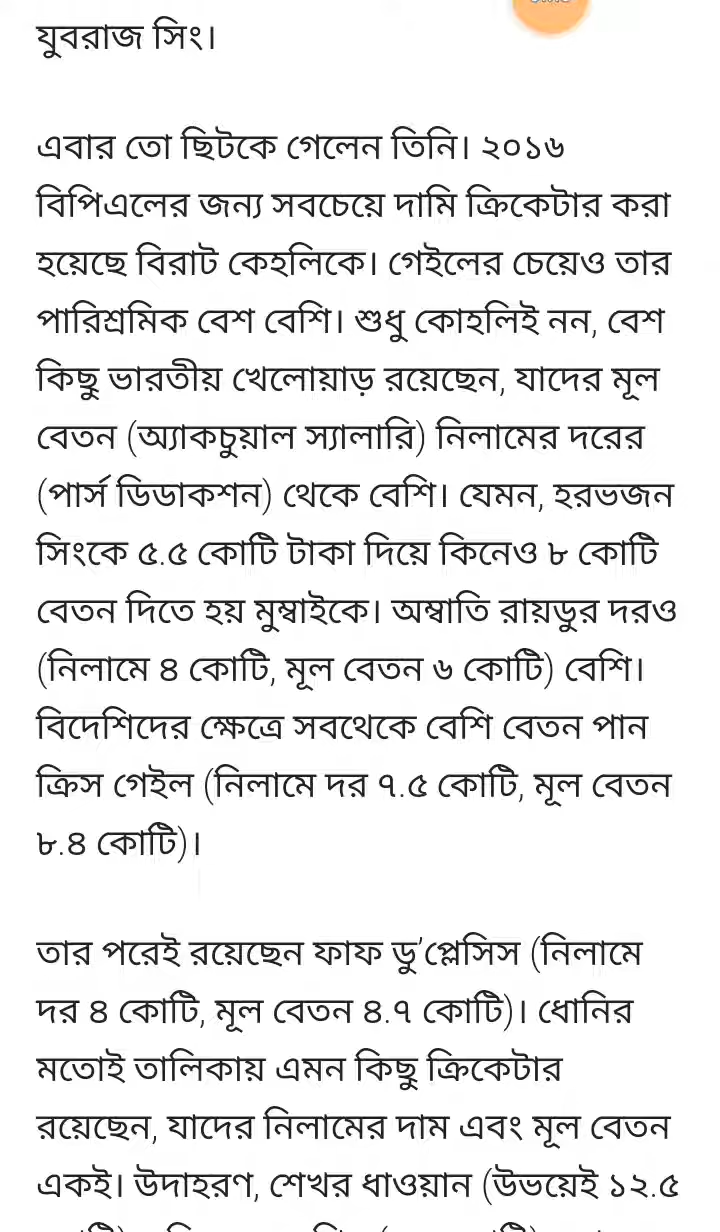 যুবরাজ সিং।
এবার তো ছিটকে গেলেন তিনি। ২০১৬
বিপিএলের জন্য সবচেয়ে দামি ক্রিকেটার করা
হয়েছে বিরাট কেহলিকে। গেইলের চেয়েও তার
পারিশ্রমিক বেশ বেশি। শুধু কোহলিই নন, বেশ
কিছু ভারতীয় খেলোয়াড় রয়েছেন, যাদের মূল
বেতন (অ্যাকচুয়াল স্যালারি) নিলামের দরের
(পার্স ডিডাকশন) থেকে বেশি। যেমন, হরভজন
সিংকে ৫.৫ কোটি টাকা দিয়ে কিনেও ৮ কোটি
বেতন দিতে হয় মুম্বাইকে। অম্বাতি রায়ডুর দরও
(নিলামে ৪ কোটি, মূল বেতন ৬ কোটি) বেশি।
বিদেশিদের ক্ষেত্রে সবথেকে বেশি বেতন পান
ক্রিস গেইল (নিলামে দর ৭.৫ কোটি, মূল বেতন
৮.৪ কোটি)।
তার পরেই রয়েছেন ফাফ ডু’প্লেসিস (নিলামে
দর ৪ কোটি, মূল বেতন ৪.৭ কোটি)। ধোনির
মতোই তালিকায় এমন কিছু ক্রিকেটার
রয়েছেন, যাদের নিলামের দাম এবং মূল বেতন
একই। উদাহরণ, শেখর ধাওয়ান (উভয়েই ১২.৫